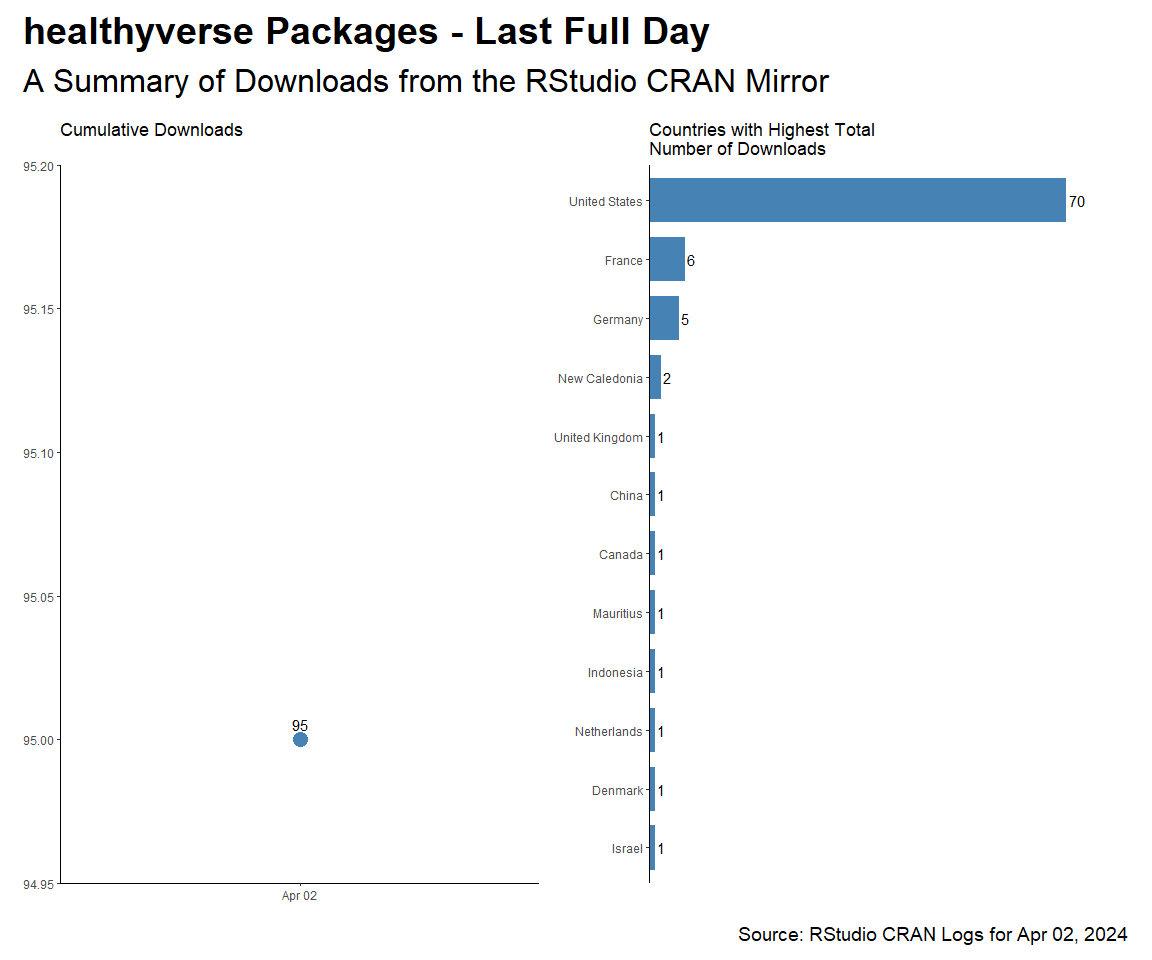 healthyverse Packages - Last Full Day
A Summary of Downloads from the RStudio CRAN Mirror
Cumulative Downloads
95.20
95.15
95.10
95.05
95.00
94.95
95
Apr 02
Countries with Highest Total
Number of Downloads
United States 70
France 6
Germany 5
New Caledonia 2
United Kingdom 1
China 1
Canada 1
Mauritius 1
Indonesia 1
Netherlands 1
Denmark 1
Israel 1
Source: RStudio CRAN Logs for Apr 02, 2024